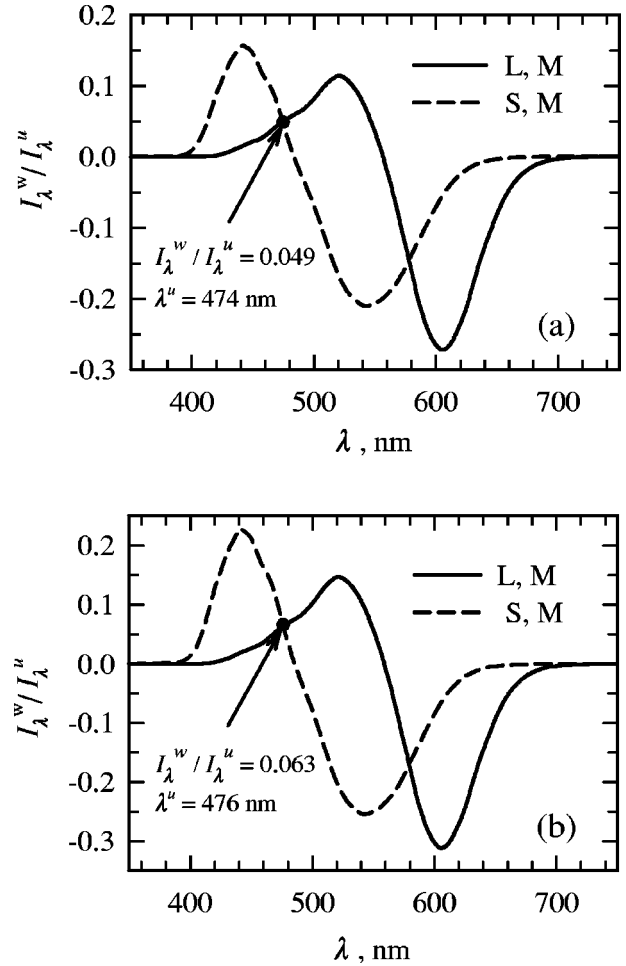 0.2
L, M
0.1
S, M
0.0
I_λ^w / I_λ^u
-0.1
I_λ^w / I_λ^u = 0.049
λ^u = 474 nm
-0.2
(a)
-0.3
400 500 600 700
λ , nm
0.2
L, M
0.1
S, M
0.0
I_λ^w / I_λ^u
-0.1
I_λ^w / I_λ^u = 0.063
-0.2
λ^u = 476 nm
-0.3
(b)
400 500 600 700
λ , nm